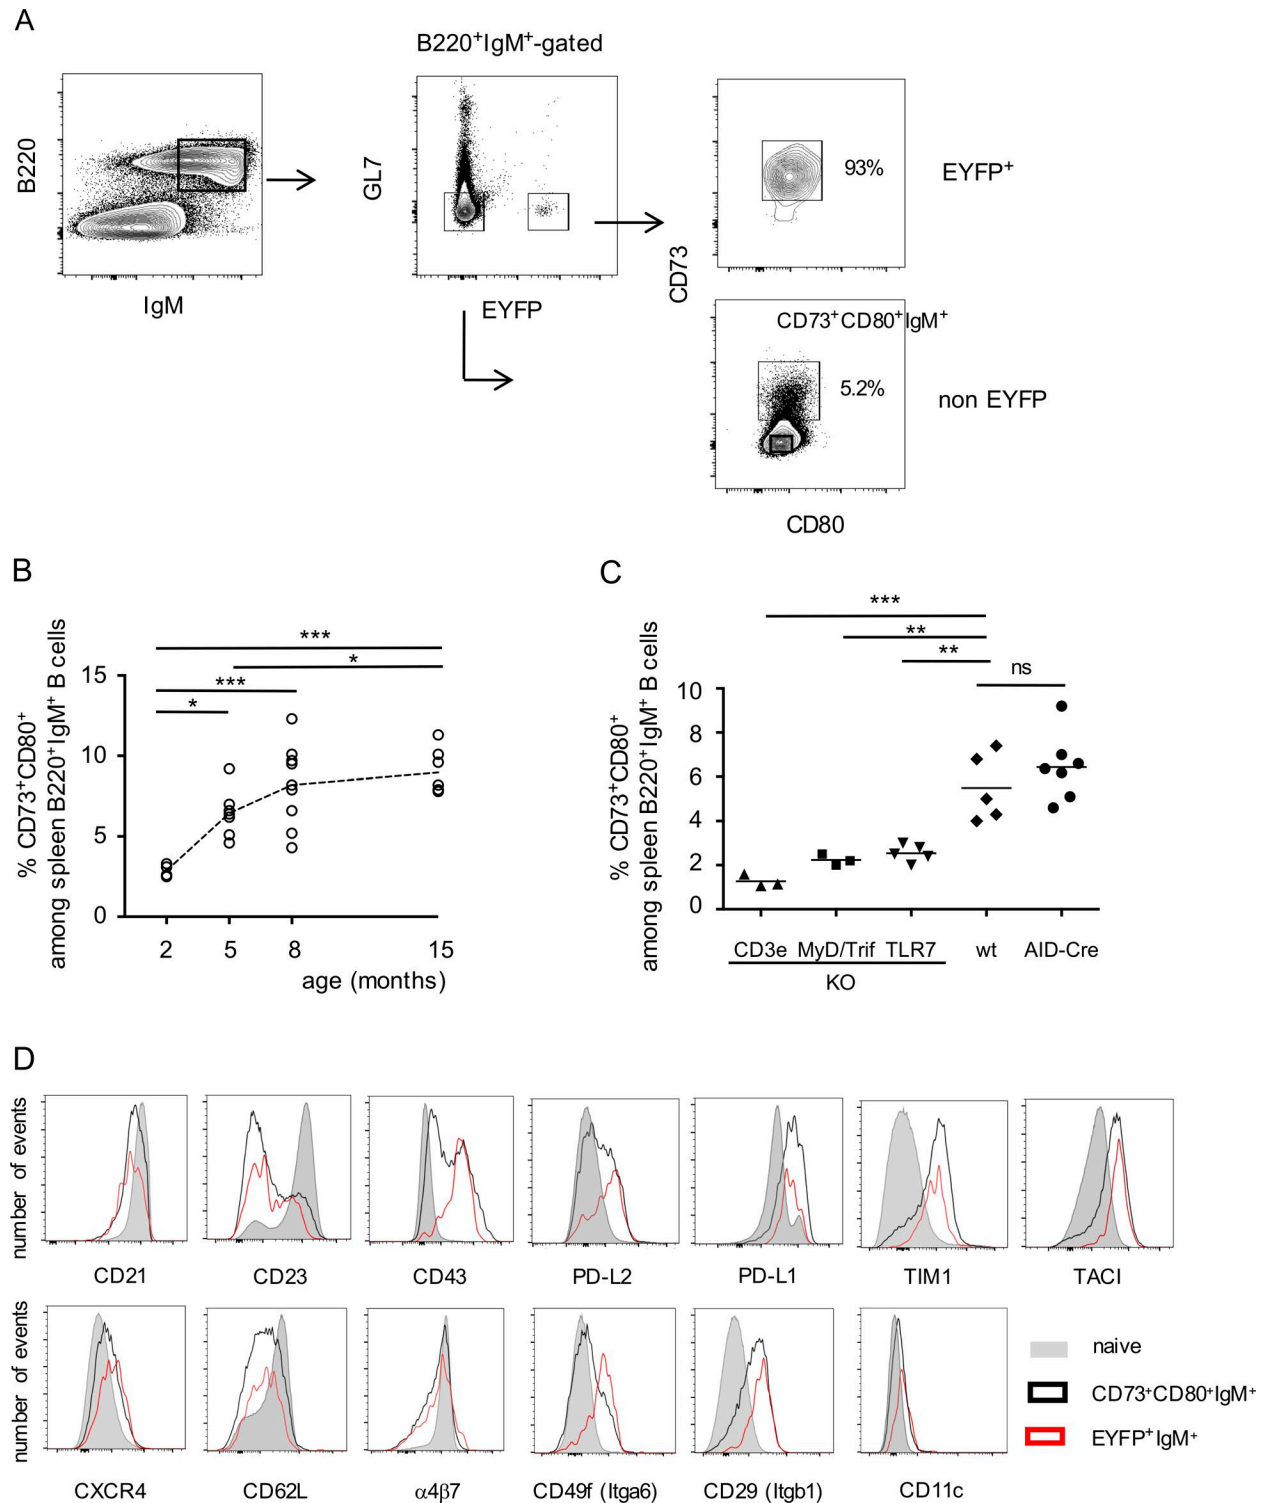 A
B220⁺IgM⁺-gated
B220
IgM
GL7
EYFP
CD73
93%
EYFP⁺
CD73⁺CD80⁺IgM⁺
5.2%
non EYFP
CD80
B
% CD73⁺CD80⁺
among spleen B220⁺IgM⁺ B cells
***
*
***
*
15
10
5
0
2 5 8 15
age (months)
C
% CD73⁺CD80⁺
among spleen B220⁺IgM⁺ B cells
***
**
**
ns
10
8
6
4
2
0
CD3e MyD/Trif TLR7 wt AID-Cre
KO
D
number of events
CD21 CD23 CD43 PD-L2 PD-L1 TIM1 TACI
number of events
CXCR4 CD62L α4β7 CD49f (Itga6) CD29 (Itgb1) CD11c
naive
CD73⁺CD80⁺IgM⁺
EYFP⁺IgM⁺